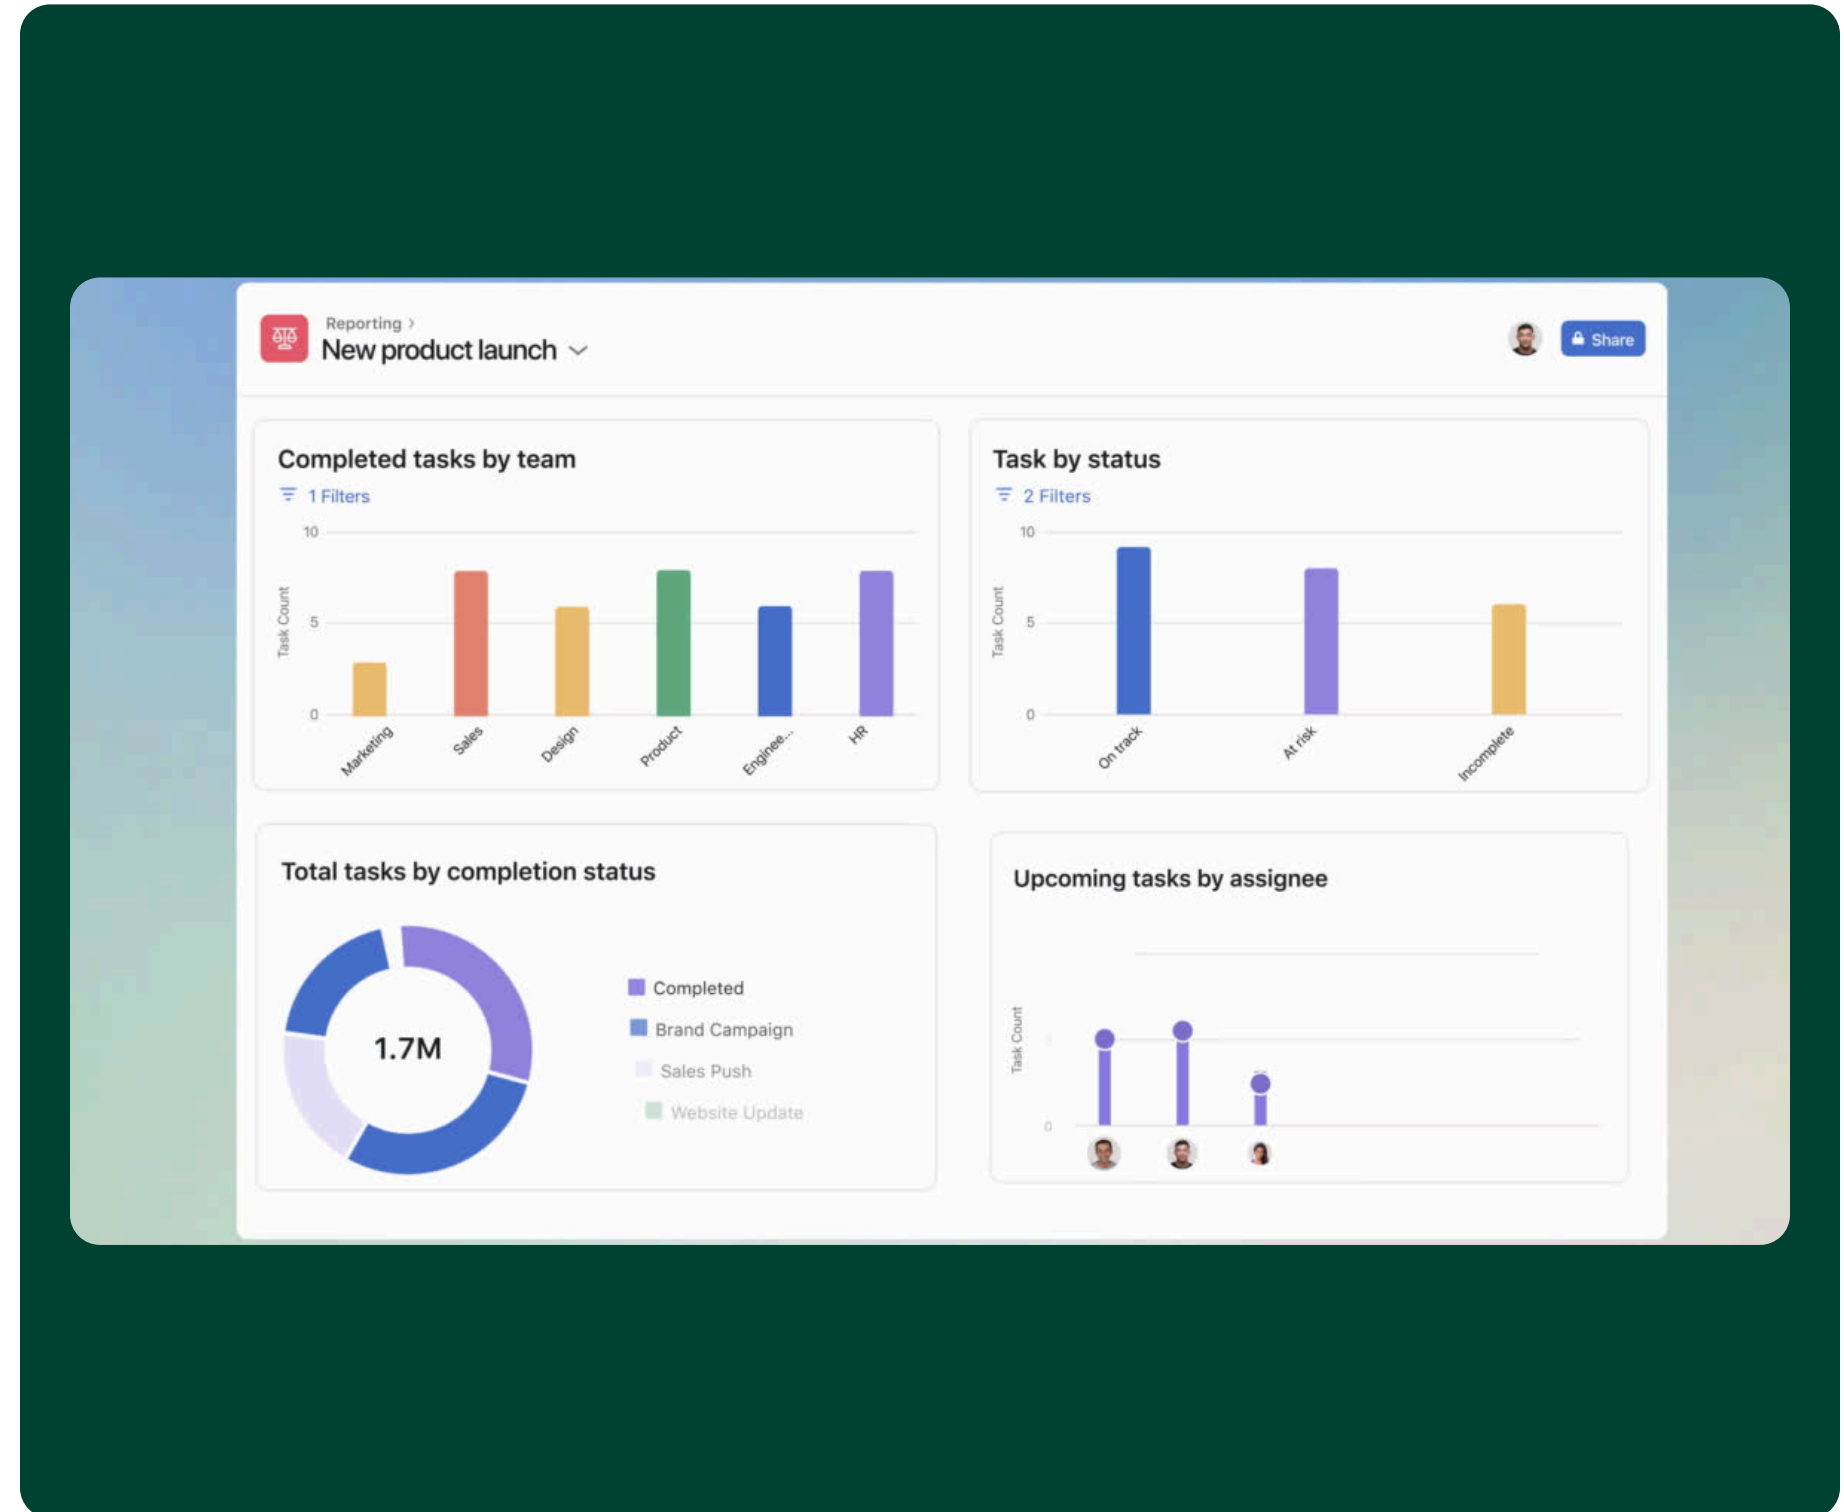 Reporting >
New product launch
Share
Completed tasks by team
1 Filters
10
5
0
Task Count
Marketing
Sales
Design
Product
Enginee...
HR
Task by status
2 Filters
10
5
0
Task Count
On track
At risk
Incomplete
Total tasks by completion status
1.7M
Completed
Brand Campaign
Sales Push
Website Update
Upcoming tasks by assignee
Task Count
0